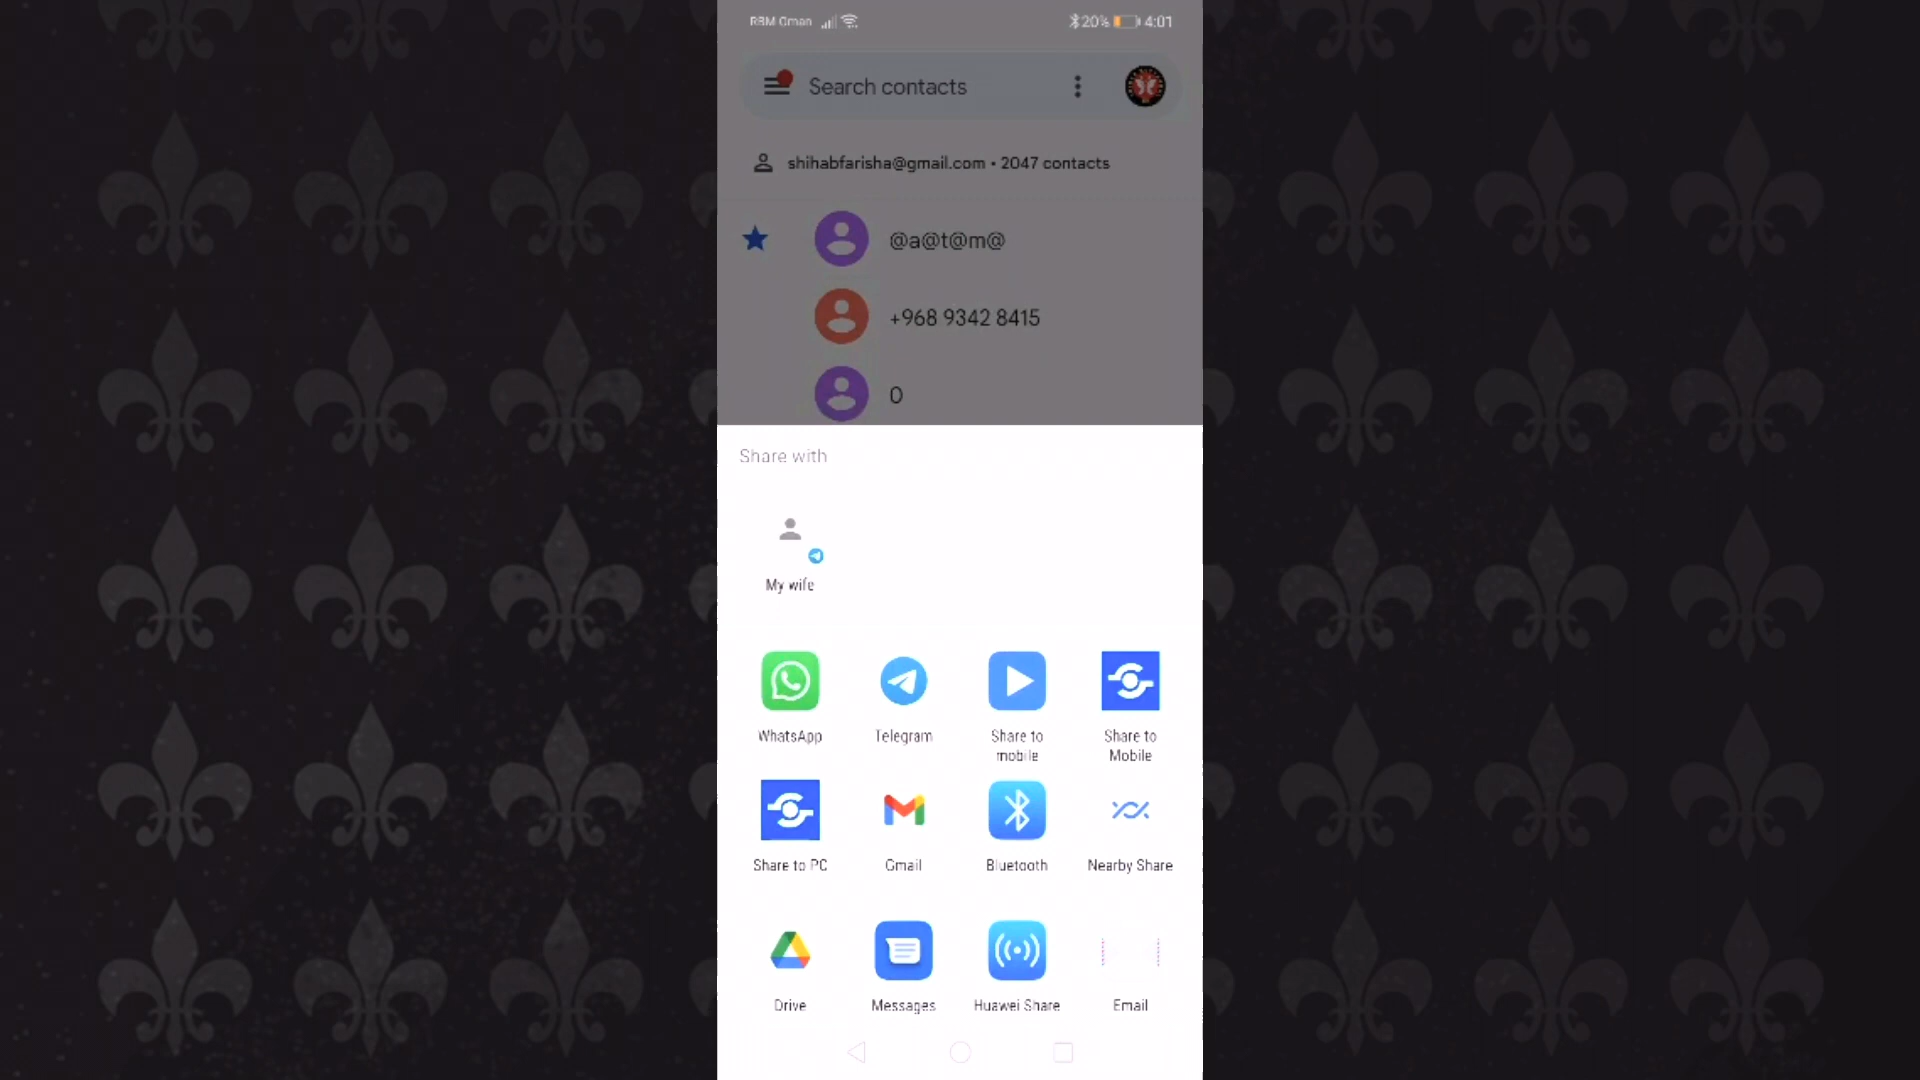 RBM Oman 20% 4:01
Search contacts
shihabfarisha@gmail.com • 2047 contacts
@a@t@m@
+968 9342 8415
0
Share with
My wife
WhatsApp
Telegram
Share to
mobile
Share to
Mobile
Share to PC
Gmail
Bluetooth
Nearby Share
Drive
Messages
Huawei Share
Email